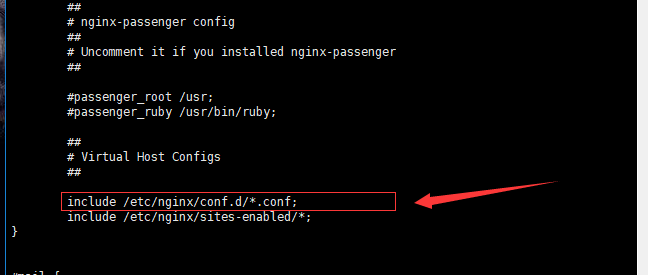 ##
# nginx-passenger config
##
# Uncomment it if you installed nginx-passenger
##
#passenger_root /usr;
#passenger_ruby /usr/bin/ruby;
##
# Virtual Host Configs
##
include /etc/nginx/conf.d/*.conf;
include /etc/nginx/sites-enabled/*;
}
#mail {